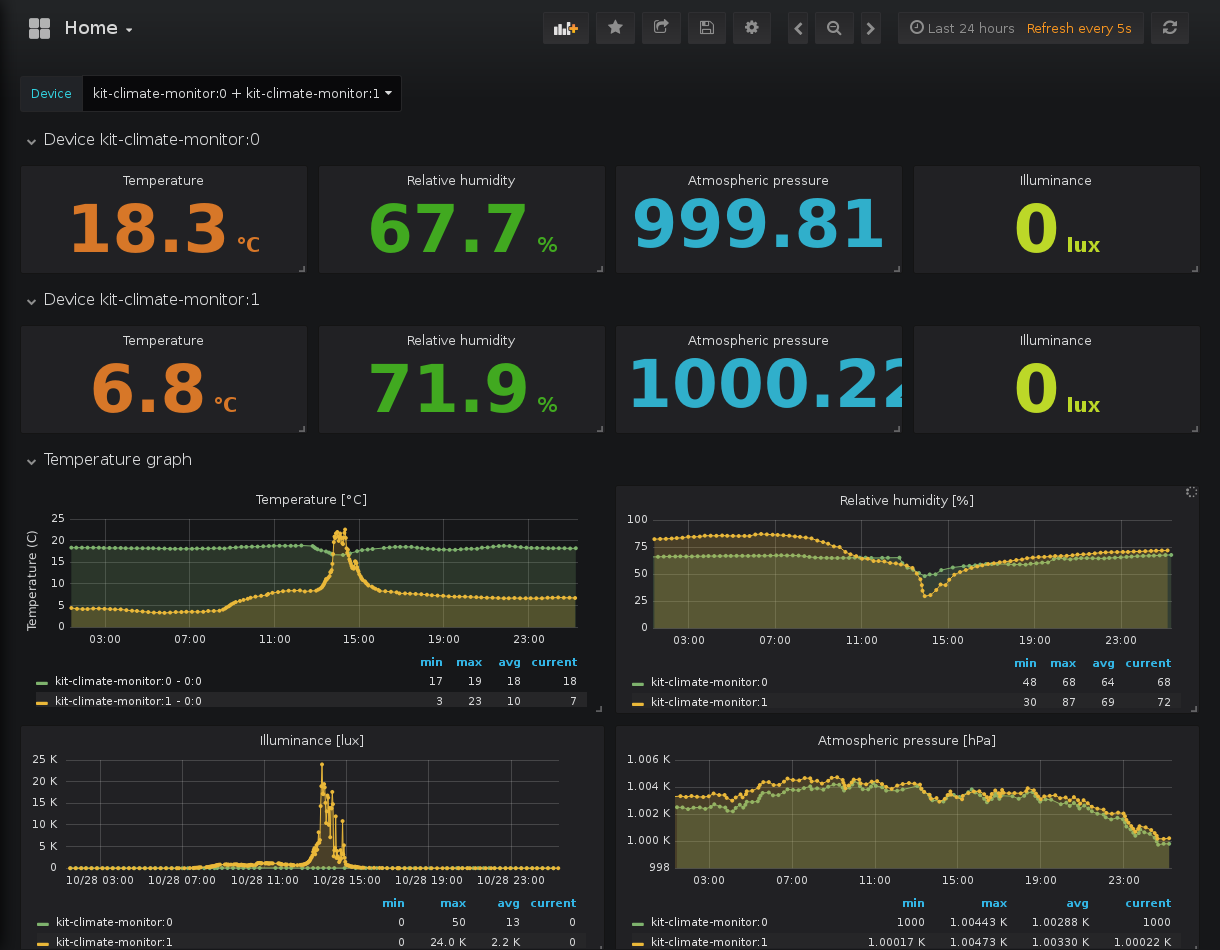 Home
Last 24 hours Refresh every 5s
Device kit-climate-monitor:0 + kit-climate-monitor:1
Device kit-climate-monitor:0
Temperature Relative humidity Atmospheric pressure Illuminance
18.3 °C 67.7 % 999.81 0 lux
Device kit-climate-monitor:1
Temperature Relative humidity Atmospheric pressure Illuminance
6.8 °C 71.9 % 1000.22 0 lux
Temperature graph
Temperature [°C]
Temperature (C)
25
20
15
10
5
0
03:00 07:00 11:00 15:00 19:00 23:00
min max avg current
kit-climate-monitor:0 - 0:0 17 19 18 18
kit-climate-monitor:1 - 0:0 3 23 10 7
Relative humidity [%]
100
75
50
25
0
03:00 07:00 11:00 15:00 19:00 23:00
min max avg current
kit-climate-monitor:0 48 68 64 68
kit-climate-monitor:1 30 87 69 72
Illuminance [lux]
25 K
20 K
15 K
10 K
5 K
0
10/28 03:00 10/28 07:00 10/28 11:00 10/28 15:00 10/28 19:00 10/28 23:00
min max avg current
kit-climate-monitor:0 0 50 13 0
kit-climate-monitor:1 0 24.0 K 2.2 K 0
Atmospheric pressure [hPa]
1.006 K
1.004 K
1.002 K
1.000 K
998
03:00 07:00 11:00 15:00 19:00 23:00
min max avg current
kit-climate-monitor:0 1000 1.00443 K 1.00288 K 1000
kit-climate-monitor:1 1.00017 K 1.00473 K 1.00330 K 1.00022 K